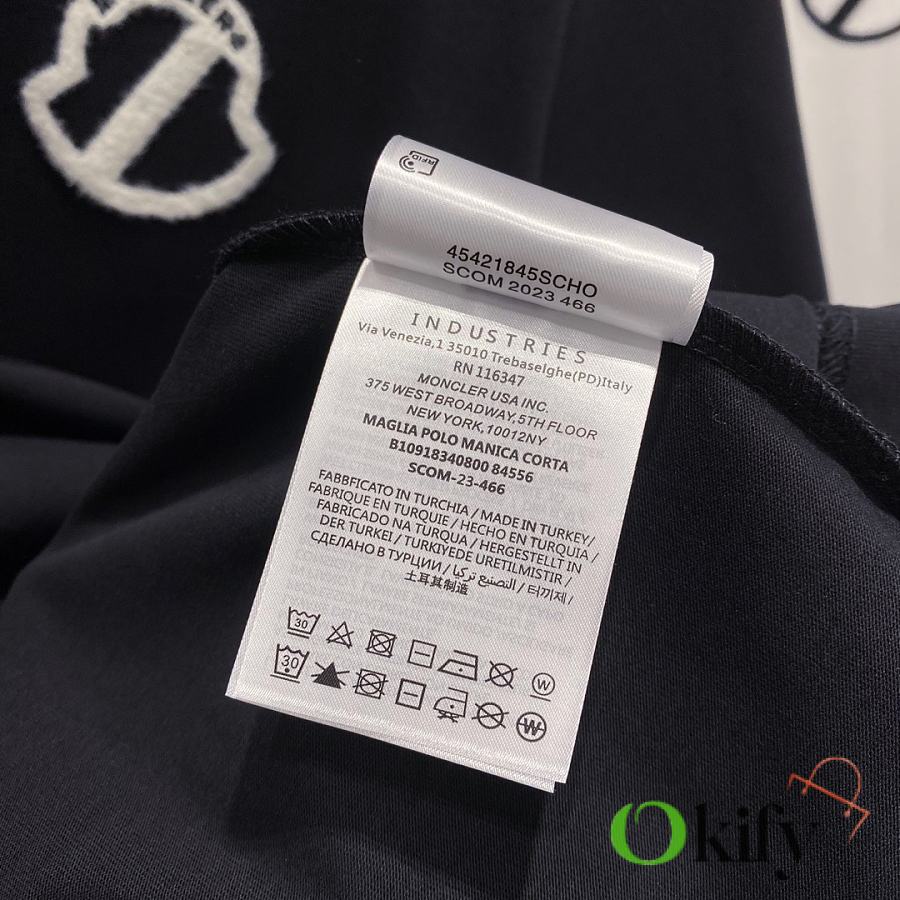 RFID
45421845SCHO
SCOM 2023 466
INDUSTRIES
Via Venezia,1 35010 Trebaselghe(PD)Italy
RN 116347
MONCLER USA INC.
375 WEST BROADWAY,5TH FLOOR
NEW YORK,10012NY
MAGLIA POLO MANICA CORTA
B10918340800 84556
SCOM-23-466
FABBFICATO IN TURCHIA / MADE IN TURKEY/
FABRIQUE EN TURQUIE / HECHO EN TURQUIA /
FABRICADO NA TURQUA / HERGESTELLT IN
DER TURKEI / TURKIYEDE URETILMISTIR /
СДЕЛАНО В ТУРЦИИ / التصنيع تركيا / 터키제 /
土耳其制造
30 W
30 W
Okify